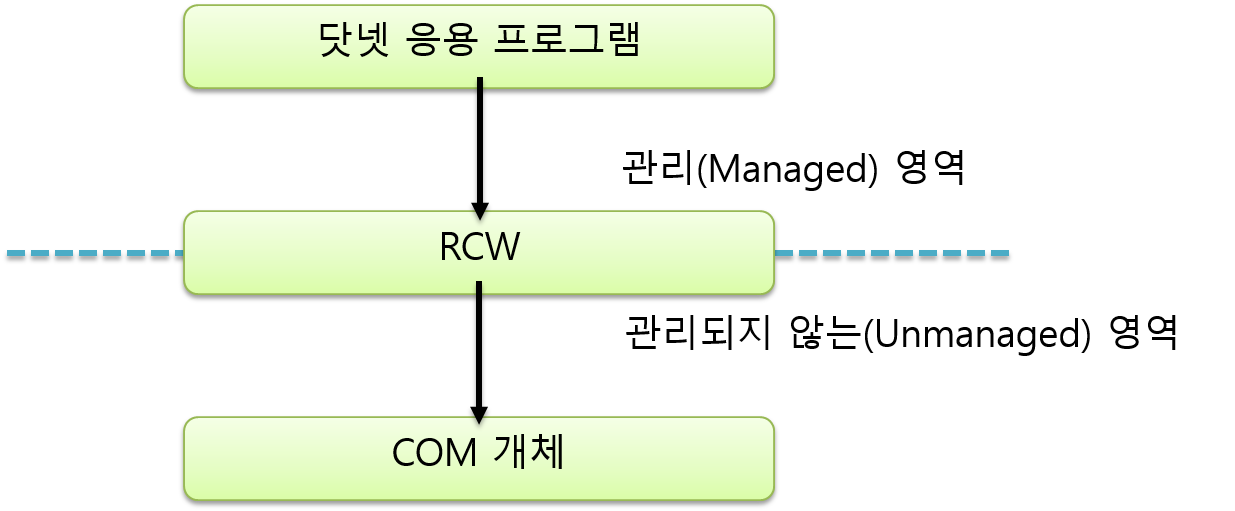 닷넷 응용 프로그램
관리(Managed) 영역
RCW
관리되지 않는(Unmanaged) 영역
COM 개체